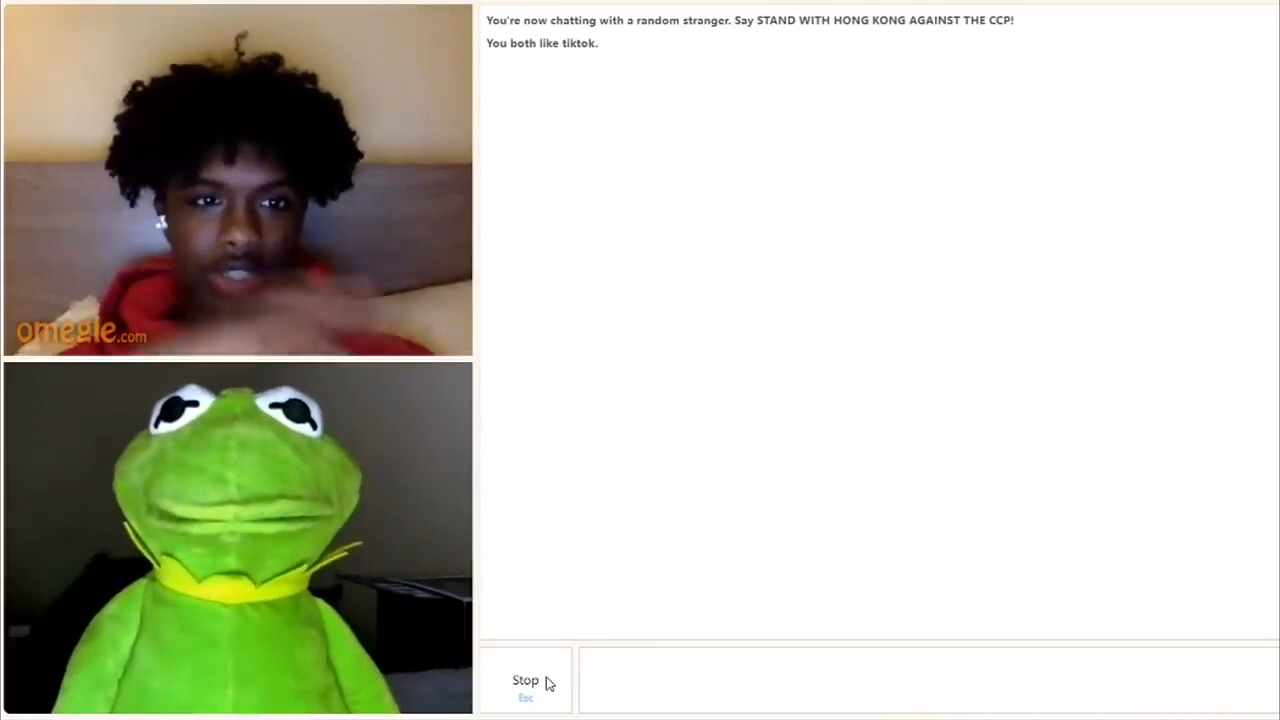 You're now chatting with a random stranger. Say STAND WITH HONG KONG AGAINST THE CCP!
You both like tiktok.
omegle.com
Stop
Esc